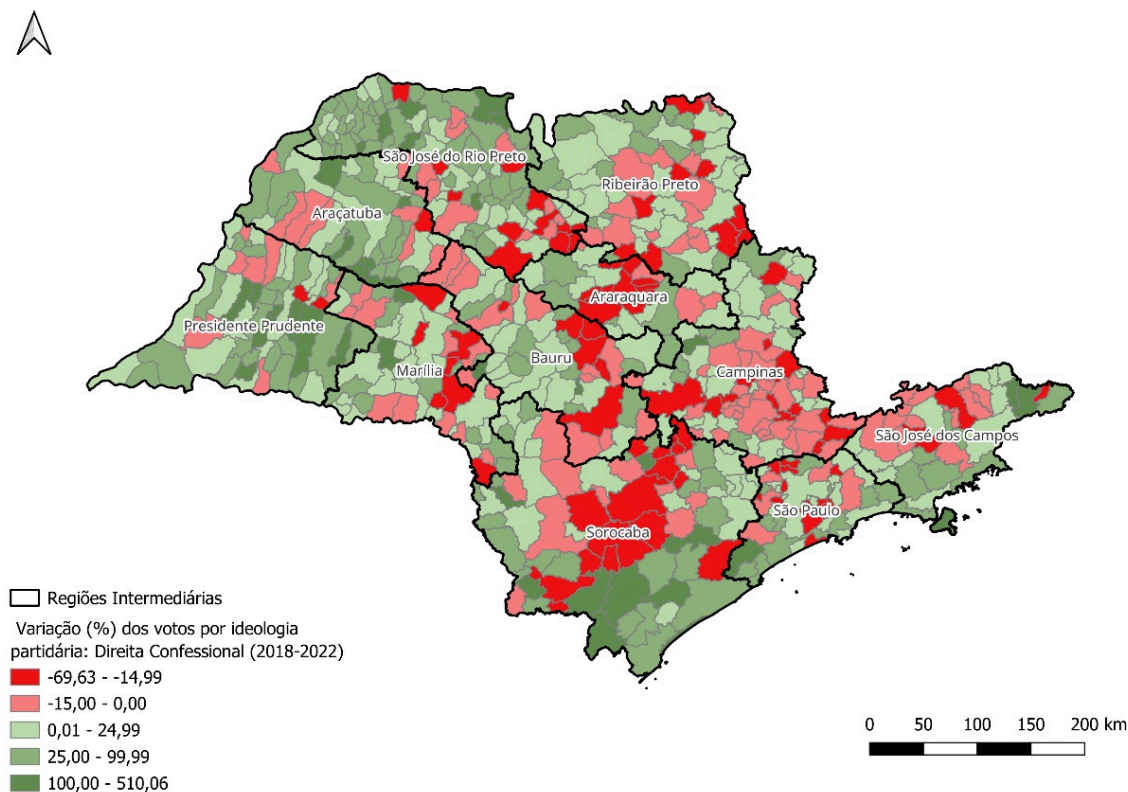 São José do Rio Preto
Ribeirão Preto
Araçatuba
Araraquara
Presidente Prudente
Bauru
Marília
Campinas
São José dos Campos
São Paulo
Sorocaba
Regiões Intermediárias
Variação (%) dos votos por ideologia
partidária: Direita Confessional (2018-2022)
-69,63 - -14,99
-15,00 - 0,00
0,01 - 24,99
25,00 - 99,99
100,00 - 510,06
0 50 100 150 200 km